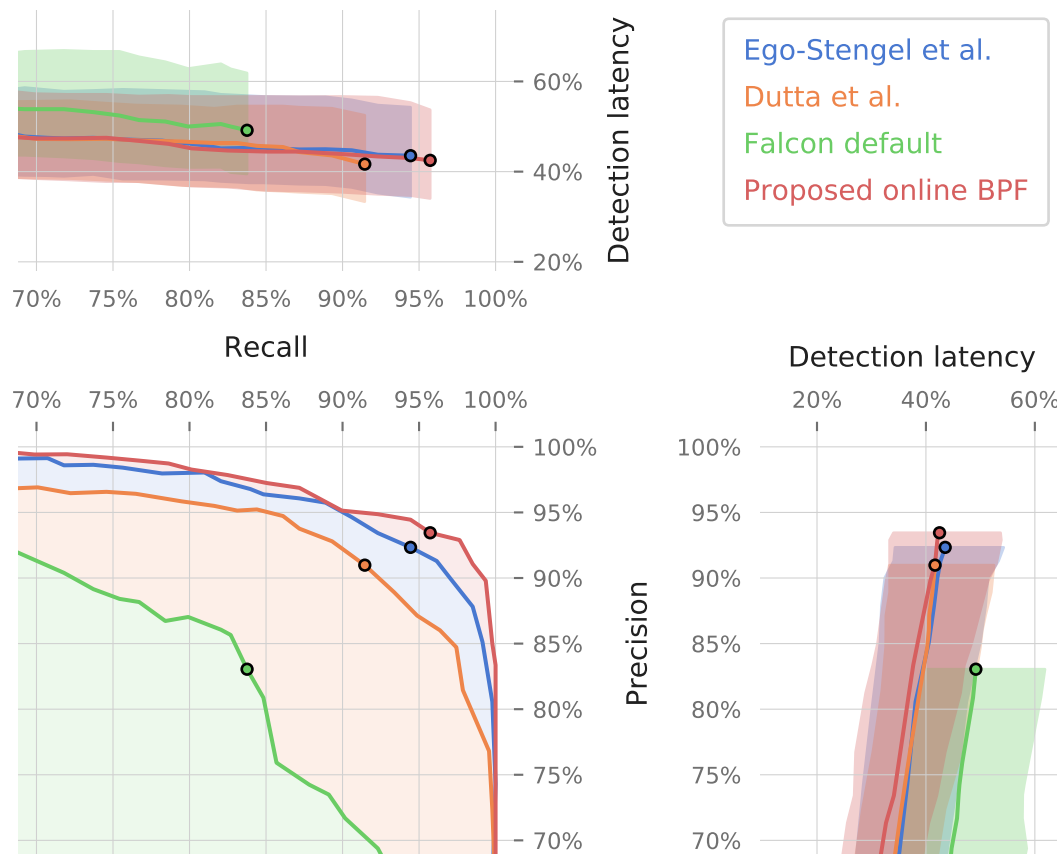 60%
40%
20%
Detection latency
Ego-Stengel et al.
Dutta et al.
Falcon default
Proposed online BPF
70% 75% 80% 85% 90% 95% 100%
Recall
70% 75% 80% 85% 90% 95% 100%
100%
95%
90%
85%
80%
75%
70%
Detection latency
20% 40% 60%
Precision
100%
95%
90%
85%
80%
75%
70%